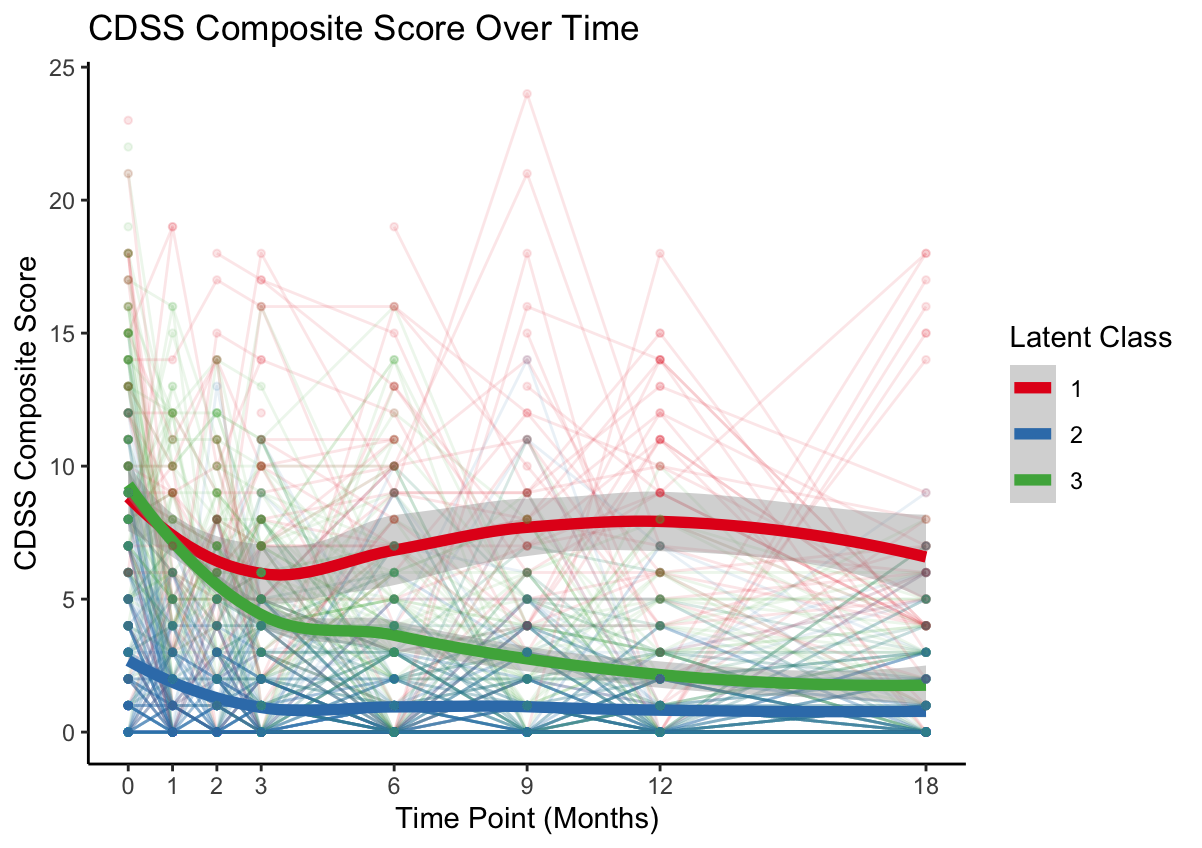 CDSS Composite Score Over Time
CDSS Composite Score
25
20
15
10
5
0
0 1 2 3 6 9 12 18
Time Point (Months)
Latent Class
1
2
3